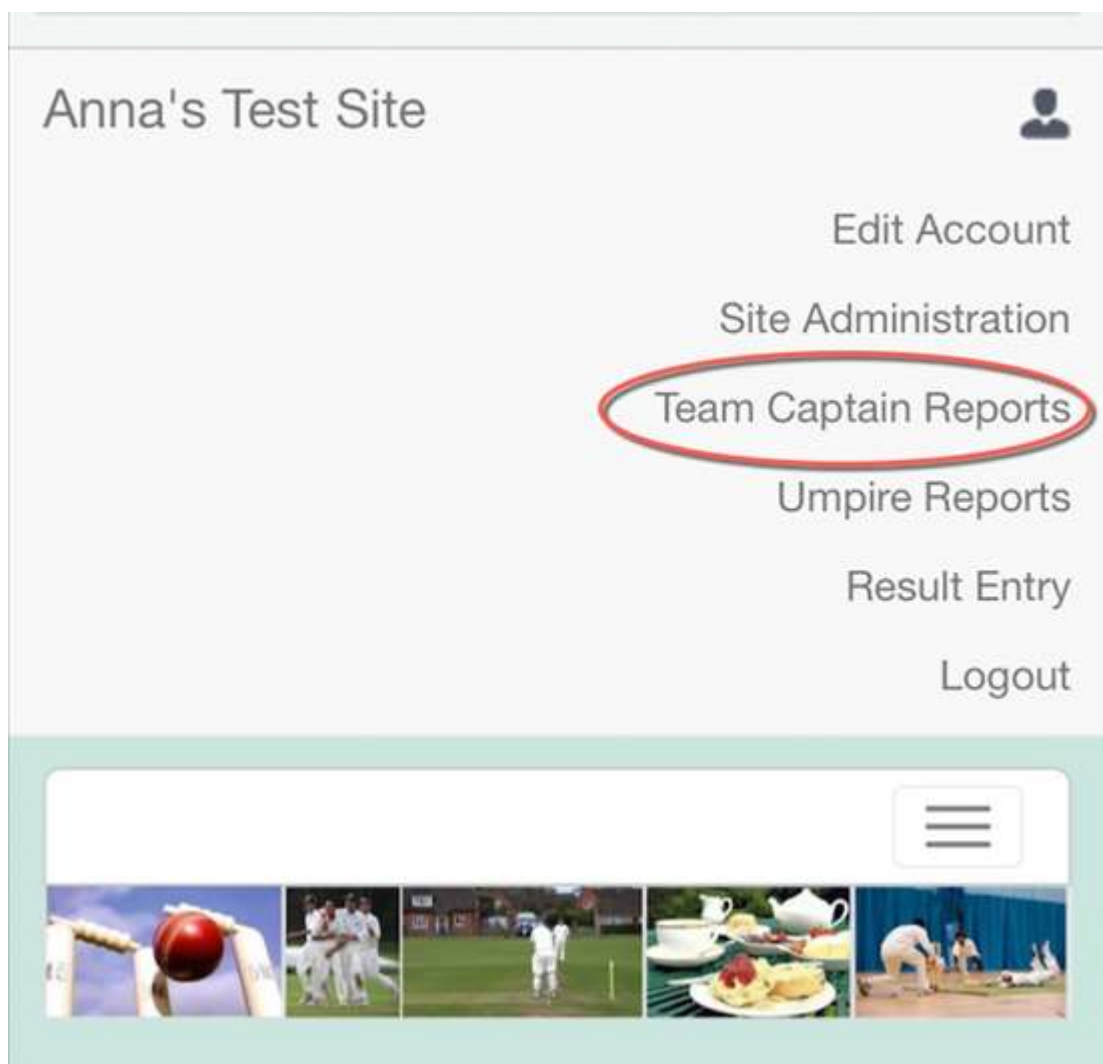 Anna's Test Site
Edit Account
Site Administration
Team Captain Reports
Umpire Reports
Result Entry
Logout